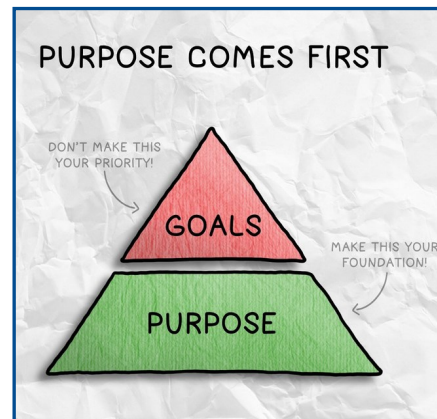 PURPOSE COMES FIRST
DON'T MAKE THIS
YOUR PRIORITY!
GOALS
MAKE THIS YOUR
FOUNDATION!
PURPOSE